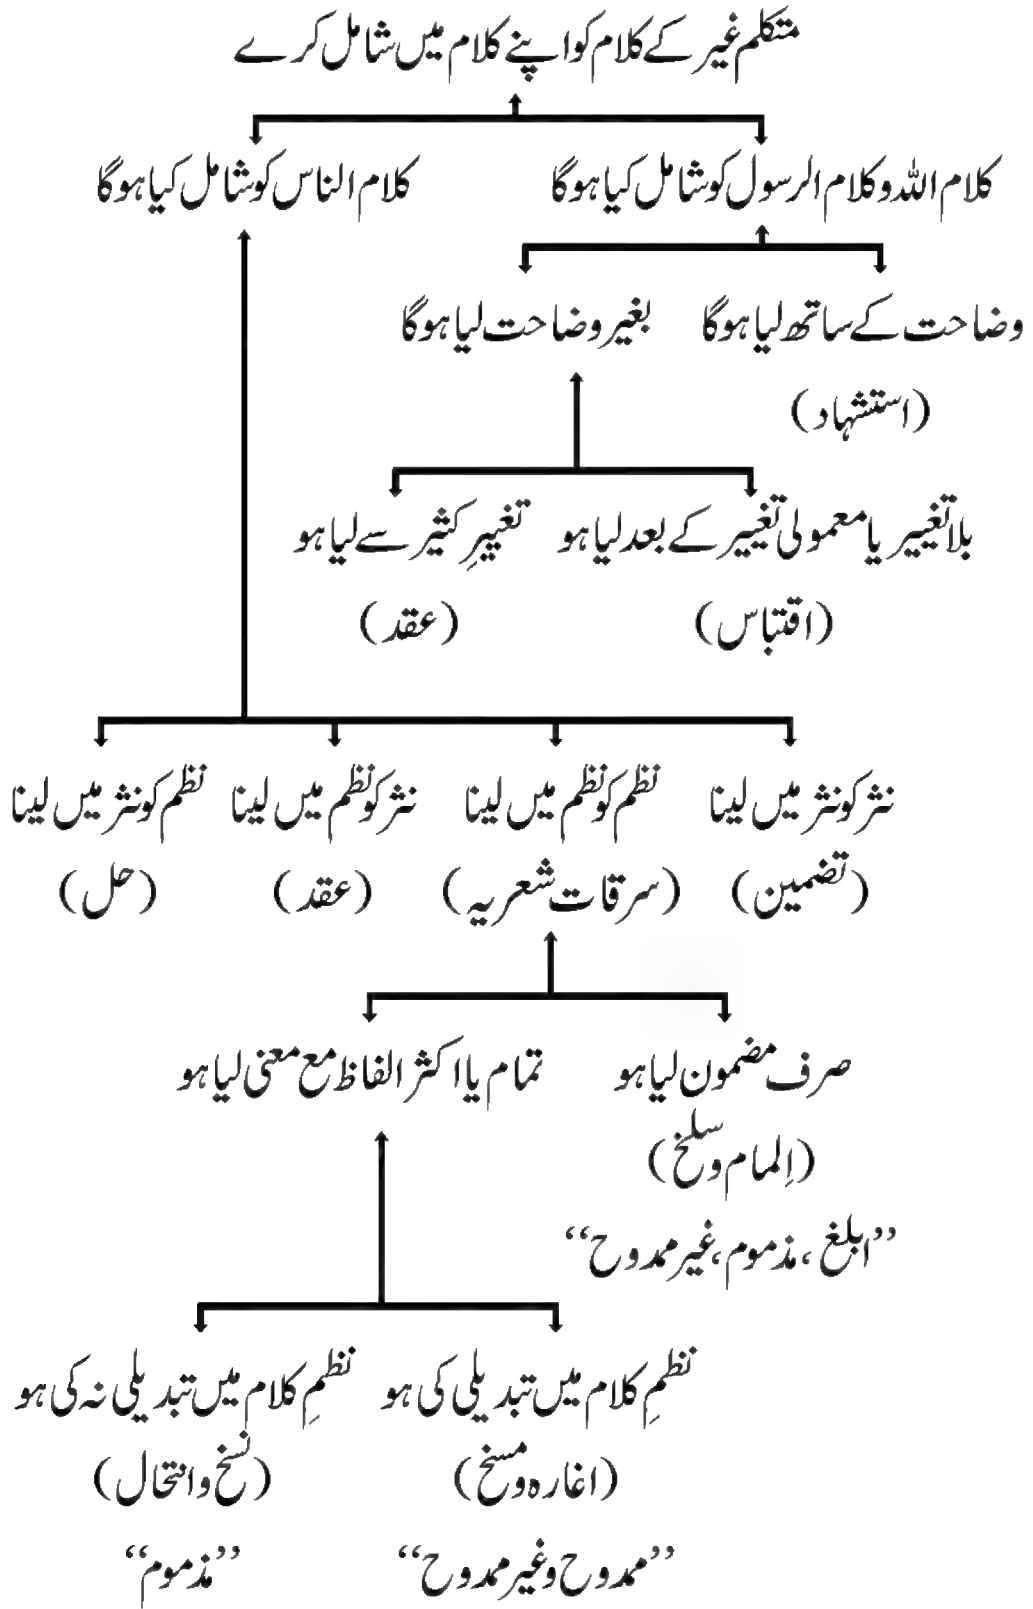 متکلم غیر کے کلام کو اپنے کلام میں شامل کرے
کلام اللہ و کلام الرسول کو شامل کیا ہوگا
کلام الناس کو شامل کیا ہوگا
وضاحت کے ساتھ لیا ہوگا
بغیر وضاحت لیا ہوگا
(استشہاد)
بلا تغییر یا معمولی تغییر کے بعد لیا ہو
تغییرِ کثیر سے لیا ہو
(اقتباس)
(عقد)
نثر کو نثر میں لینا
نظم کو نظم میں لینا
نثر کو نظم میں لینا
نظم کو نثر میں لینا
(تضمین)
(سرقات شعریہ)
(عقد)
(حل)
صرف مضمون لیا ہو
تمام یا اکثر الفاظ مع معنی لیا ہو
(اِلمام و سلخ)
”ابلغ، مذموم، غیر ممدوح“
نظمِ کلام میں تبدیلی کی ہو
نظمِ کلام میں تبدیلی نہ کی ہو
(اغارہ و مسخ)
(نسخ و انتحال)
”ممدوح و غیر ممدوح“
”مذموم“